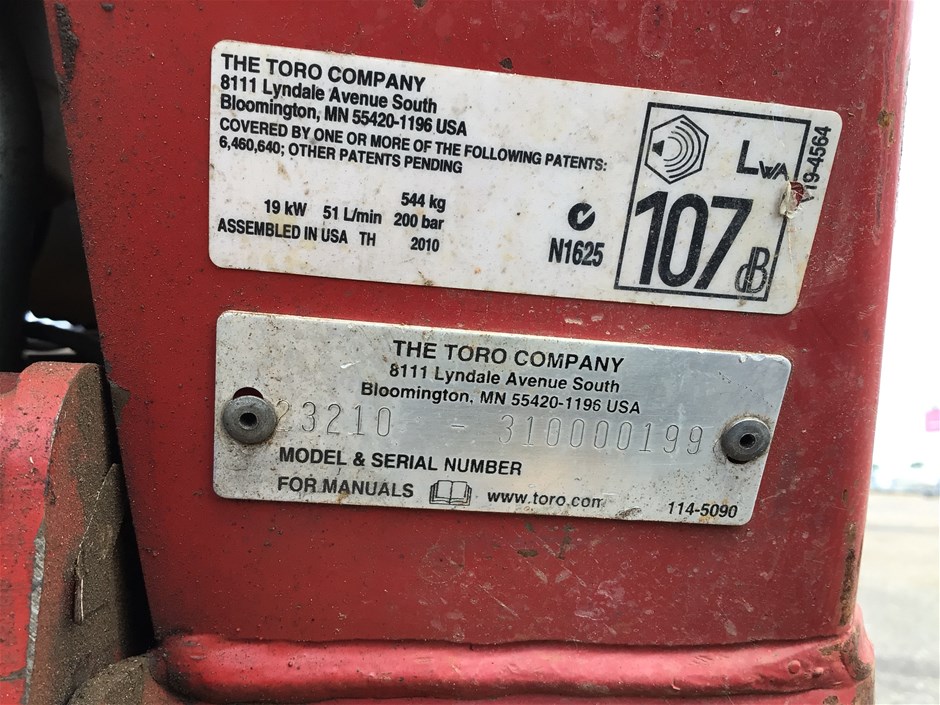 THE TORO COMPANY
8111 Lyndale Avenue South
Bloomington, MN 55420-1196 USA
COVERED BY ONE OR MORE OF THE FOLLOWING PATENTS:
6,460,640; OTHER PATENTS PENDING
544 kg
19 kW 51 L/min 200 bar
ASSEMBLED IN USA TH 2010
N1625
LWA
107
dB
19-4564
THE TORO COMPANY
8111 Lyndale Avenue South
Bloomington, MN 55420-1196 USA
23210 - 310000199
MODEL & SERIAL NUMBER
FOR MANUALS www.toro.com
114-5090